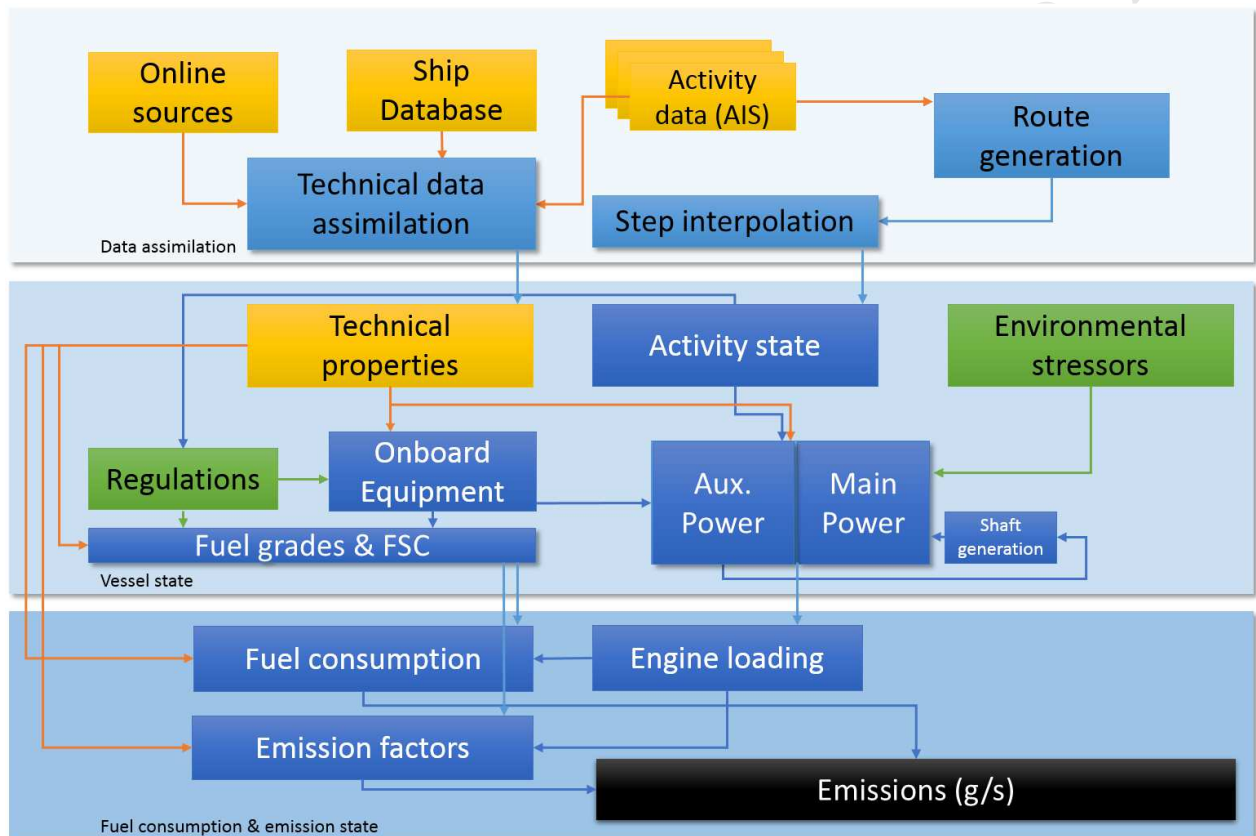 Online
sources
Ship
Database
Activity
data (AIS)
Route
generation
Technical data
assimilation
Step interpolation
Data assimilation
Technical
properties
Activity state
Environmental
stressors
Regulations
Onboard
Equipment
Aux.
Power
Main
Power
Shaft
generation
Fuel grades & FSC
Vessel state
Fuel consumption
Engine loading
Emission factors
Emissions (g/s)
Fuel consumption & emission state